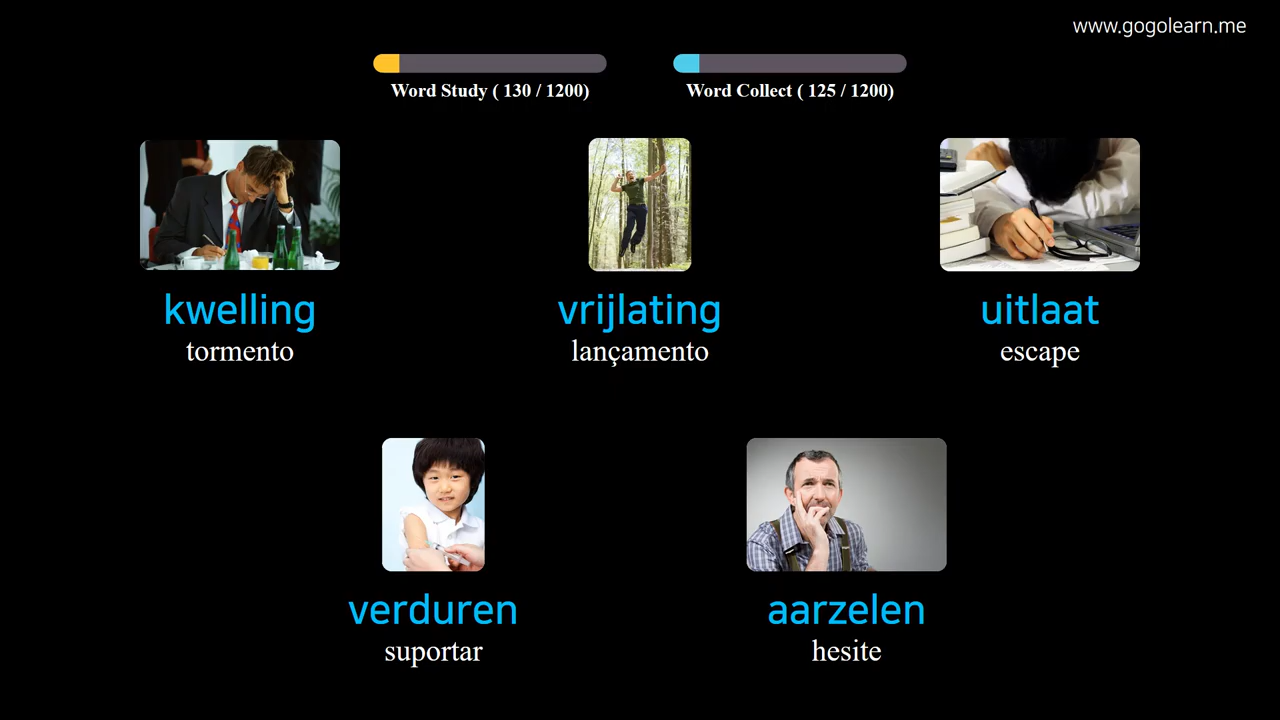 www.gogolearn.me
Word Study ( 130 / 1200)
Word Collect ( 125 / 1200)
kwelling
tormento
vrijlating
lançamento
uitlaat
escape
verduren
suportar
aarzelen
hesite